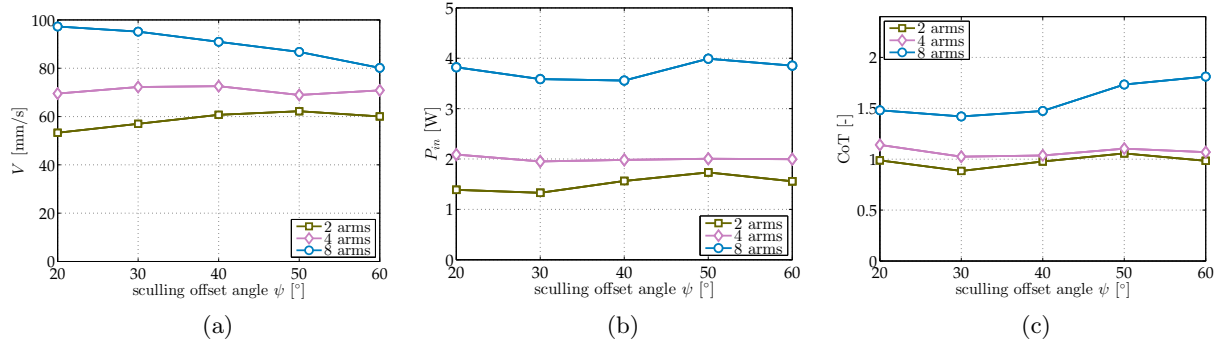 100
80
60
40
20
0
V [mm/s]
2 arms
4 arms
8 arms
20 30 40 50 60
sculling offset angle ψ [°]
(a)
5
4
3
2
1
0
P_in [W]
2 arms
4 arms
8 arms
20 30 40 50 60
sculling offset angle ψ [°]
(b)
2
1.5
1
0.5
0
CoT [-]
2 arms
4 arms
8 arms
20 30 40 50 60
sculling offset angle ψ [°]
(c)